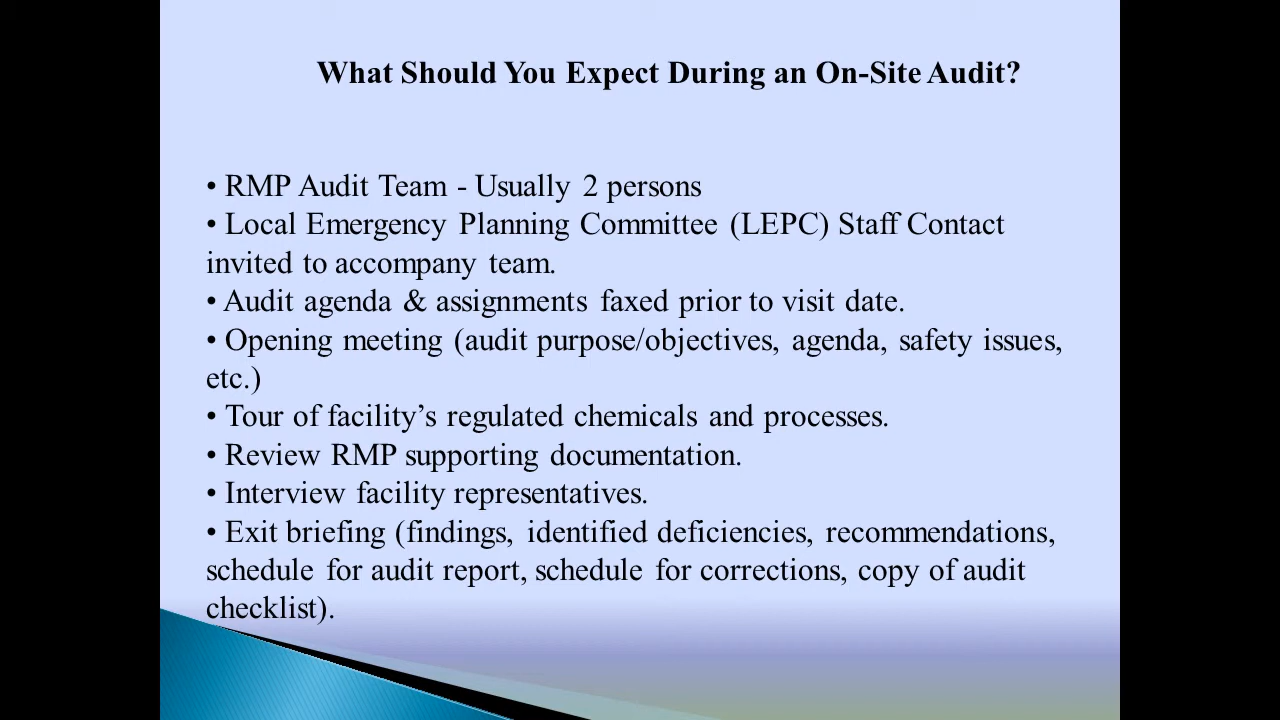 What Should You Expect During an On-Site Audit?
• RMP Audit Team - Usually 2 persons
• Local Emergency Planning Committee (LEPC) Staff Contact
invited to accompany team.
• Audit agenda & assignments faxed prior to visit date.
• Opening meeting (audit purpose/objectives, agenda, safety issues,
etc.)
• Tour of facility’s regulated chemicals and processes.
• Review RMP supporting documentation.
• Interview facility representatives.
• Exit briefing (findings, identified deficiencies, recommendations,
schedule for audit report, schedule for corrections, copy of audit
checklist).